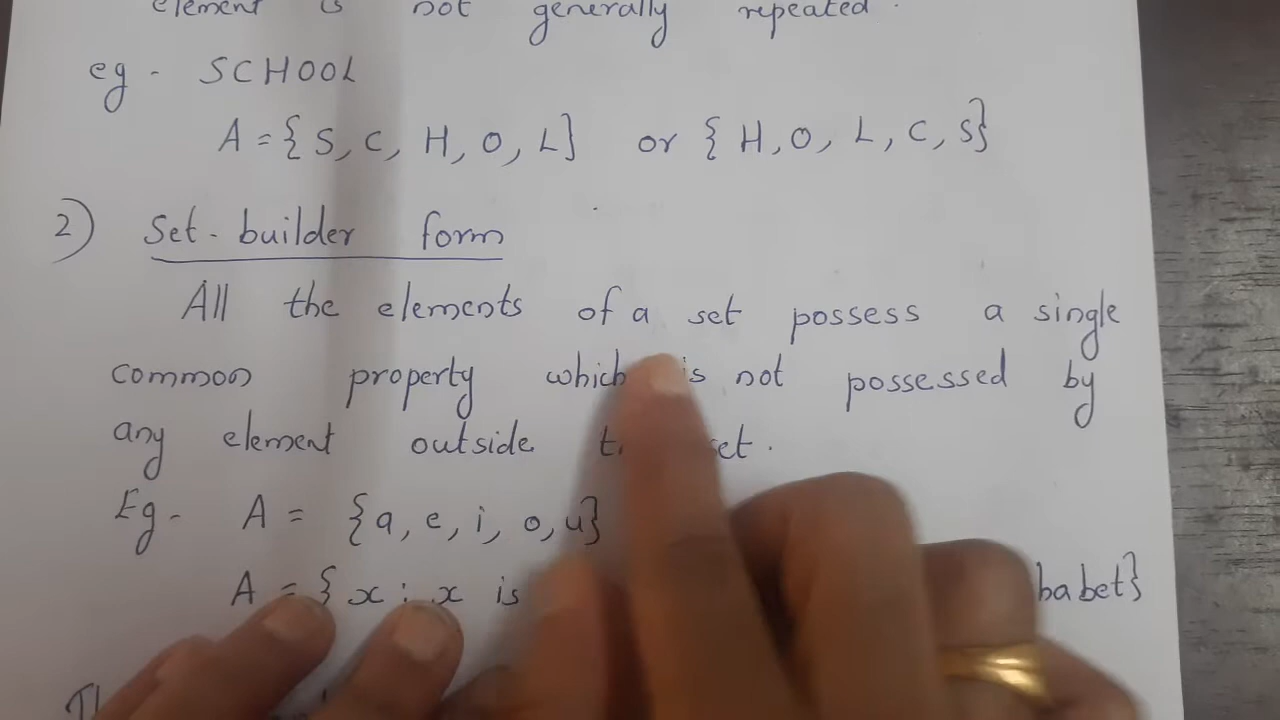 element is not generally repeated.
eg - SCHOOL
A = {S, C, H, O, L} or {H, O, L, C, S}
2) Set-builder form
All the elements of a set possess a single
common property which is not possessed by
any element outside set.
Eg - A = {a, e, i, o, u}
A = {x : x is babet}